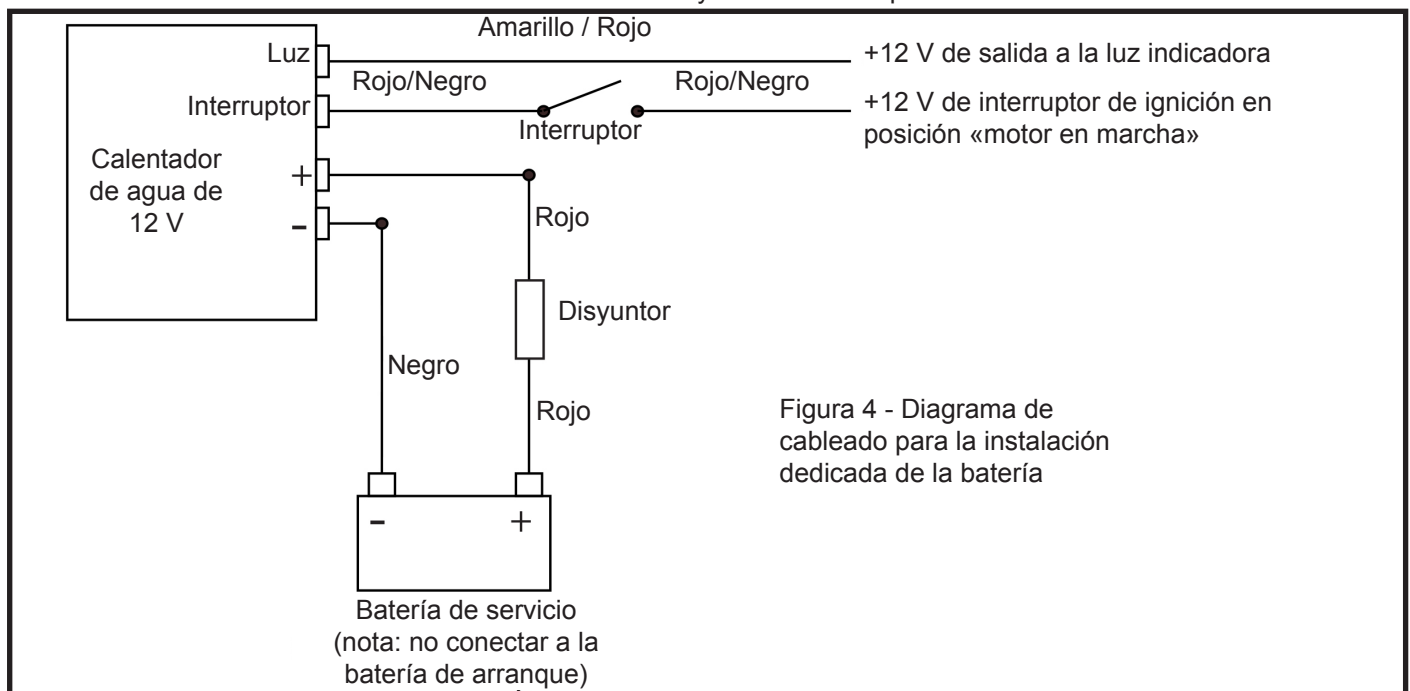 Amarillo / Rojo
Luz
+12 V de salida a la luz indicadora
Rojo/Negro
Rojo/Negro
Interruptor
+12 V de interruptor de ignición en
posición «motor en marcha»
Interruptor
Calentador
de agua de
12 V
+
-
Rojo
Disyuntor
Negro
Rojo
Figura 4 - Diagrama de
cableado para la instalación
dedicada de la batería
- +
Batería de servicio
(nota: no conectar a la
batería de arranque)